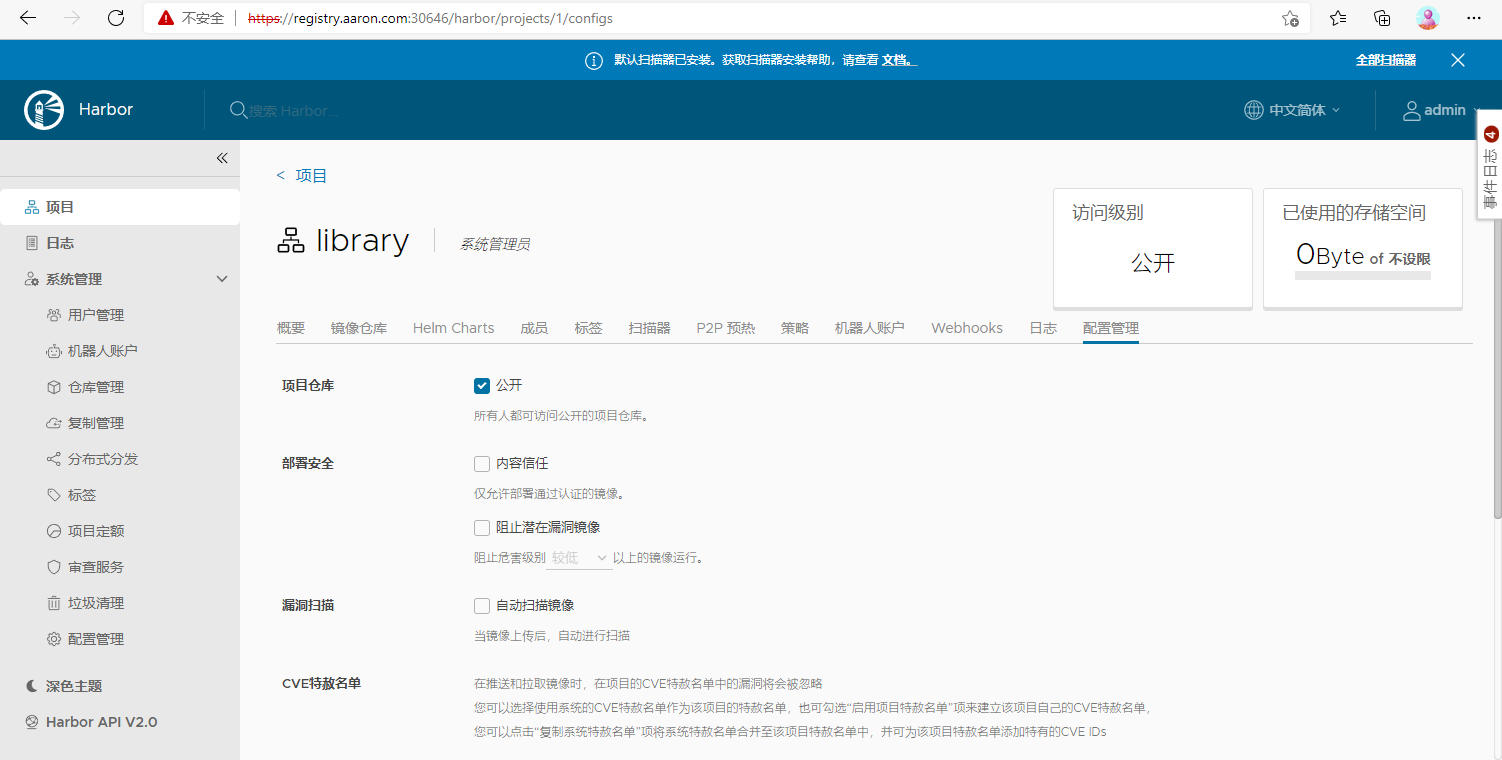 不安全 https://registry.aaron.com:30646/harbor/projects/1/configs
默认扫描器已安装。获取扫描器安装帮助，请查看 文档。 全部扫描器
Harbor 搜索 Harbor... 中文简体 admin
4
事件日志
项目
日志
系统管理
用户管理
机器人账户
仓库管理
复制管理
分布式分发
标签
项目定额
审查服务
垃圾清理
配置管理
深色主题
Harbor API V2.0
< 项目
library 系统管理员
访问级别
公开
已使用的存储空间
0Byte of 不设限
概要 镜像仓库 Helm Charts 成员 标签 扫描器 P2P 预热 策略 机器人账户 Webhooks 日志 配置管理
项目仓库 公开
所有人都可访问公开的项目仓库。
部署安全 内容信任
仅允许部署通过认证的镜像。
阻止潜在漏洞镜像
阻止危害级别 较低 以上的镜像运行。
漏洞扫描 自动扫描镜像
当镜像上传后，自动进行扫描
CVE特赦名单 在推送和拉取镜像时，在项目的CVE特赦名单中的漏洞将会被忽略
您可以选择使用系统的CVE特赦名单作为该项目的特赦名单，也可勾选“启用项目特赦名单”项来建立该项目自己的CVE特赦名单，
您可以点击“复制系统特赦名单”项将系统特赦名单合并至该项目特赦名单中，并可为该项目特赦名单添加特有的CVE IDs